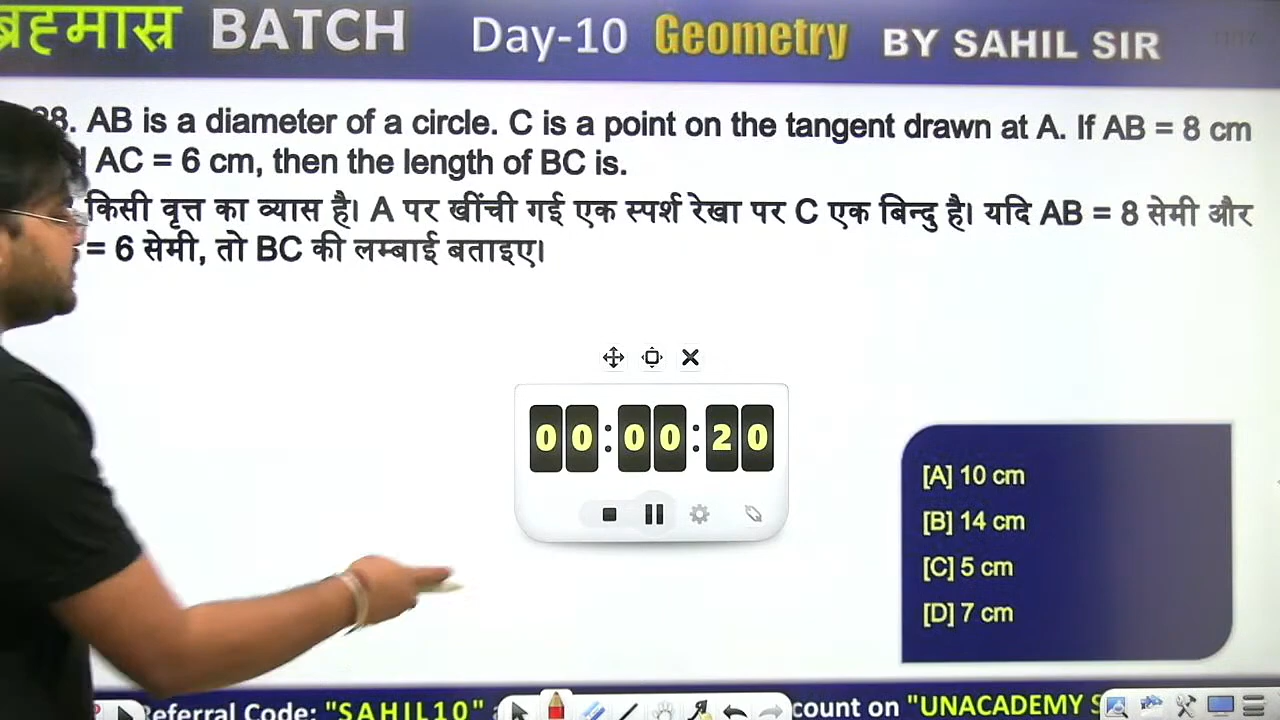 ब्रह्मास्र BATCH Day-10 Geometry BY SAHIL SIR
38. AB is a diameter of a circle. C is a point on the tangent drawn at A. If AB = 8 cm
AC = 6 cm, then the length of BC is.
किसी वृत्त का व्यास है। A पर खींची गई एक स्पर्श रेखा पर C एक बिन्दु है। यदि AB = 8 सेमी और
= 6 सेमी, तो BC की लम्बाई बताइए।
00:00:20
[A] 10 cm
[B] 14 cm
[C] 5 cm
[D] 7 cm
Referral Code: "SAHIL10"
count on "UNACADEMY S